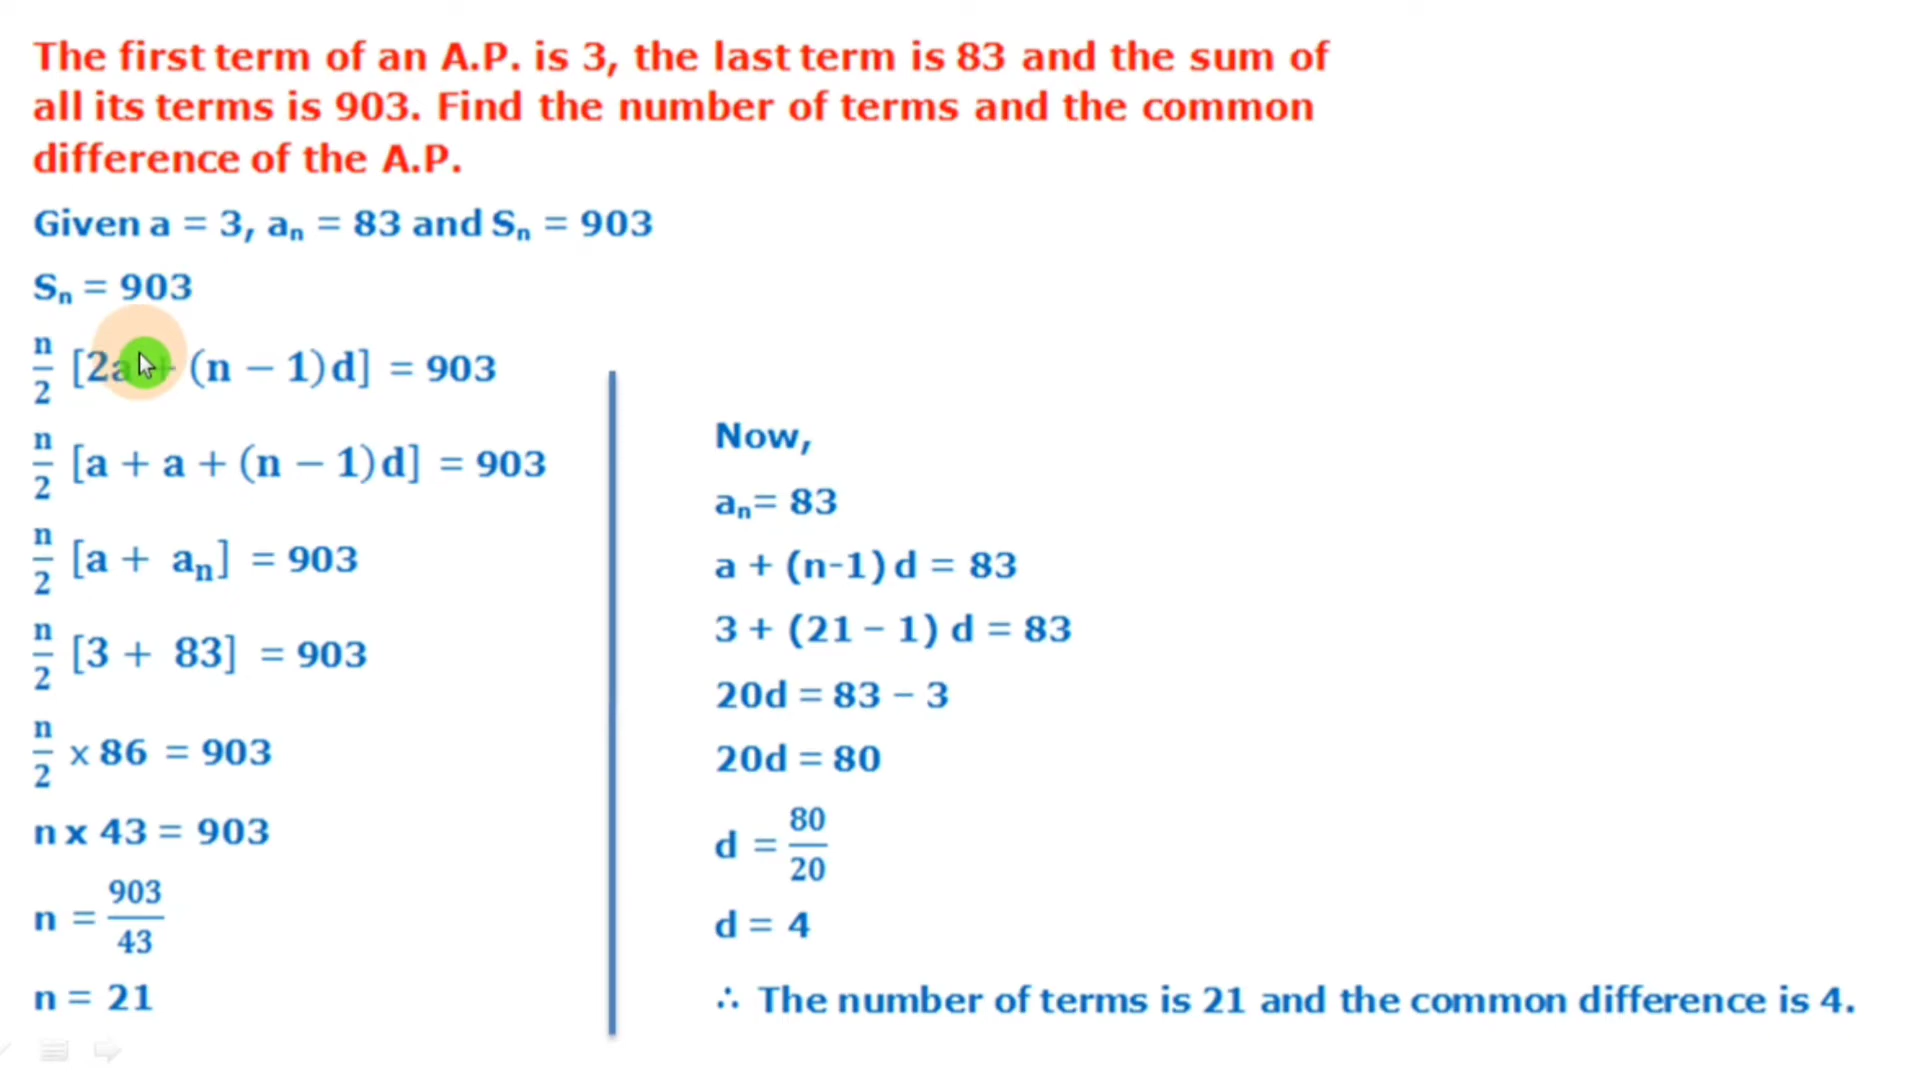 The first term of an A.P. is 3, the last term is 83 and the sum of
all its terms is 903. Find the number of terms and the common
difference of the A.P.
Given a = 3, aₙ = 83 and Sₙ = 903
Sₙ = 903
n/2 [2a + (n − 1)d] = 903
n/2 [a + a + (n − 1)d] = 903
n/2 [a + aₙ] = 903
n/2 [3 + 83] = 903
n/2 x 86 = 903
n x 43 = 903
n = 903/43
n = 21
Now,
aₙ= 83
a + (n-1) d = 83
3 + (21 – 1) d = 83
20d = 83 – 3
20d = 80
d = 80/20
d = 4
∴ The number of terms is 21 and the common difference is 4.